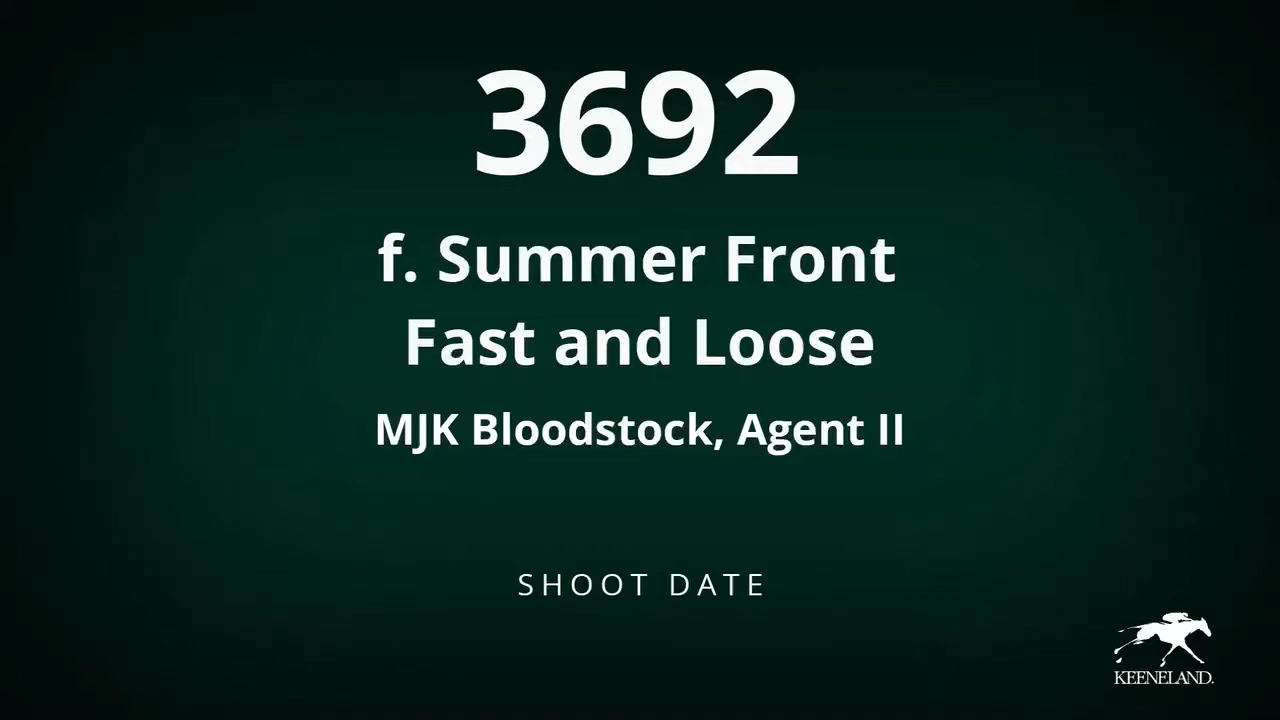 3692
f. Summer Front
Fast and Loose
MJK Bloodstock, Agent II
SHOOT DATE
KEENELAND.